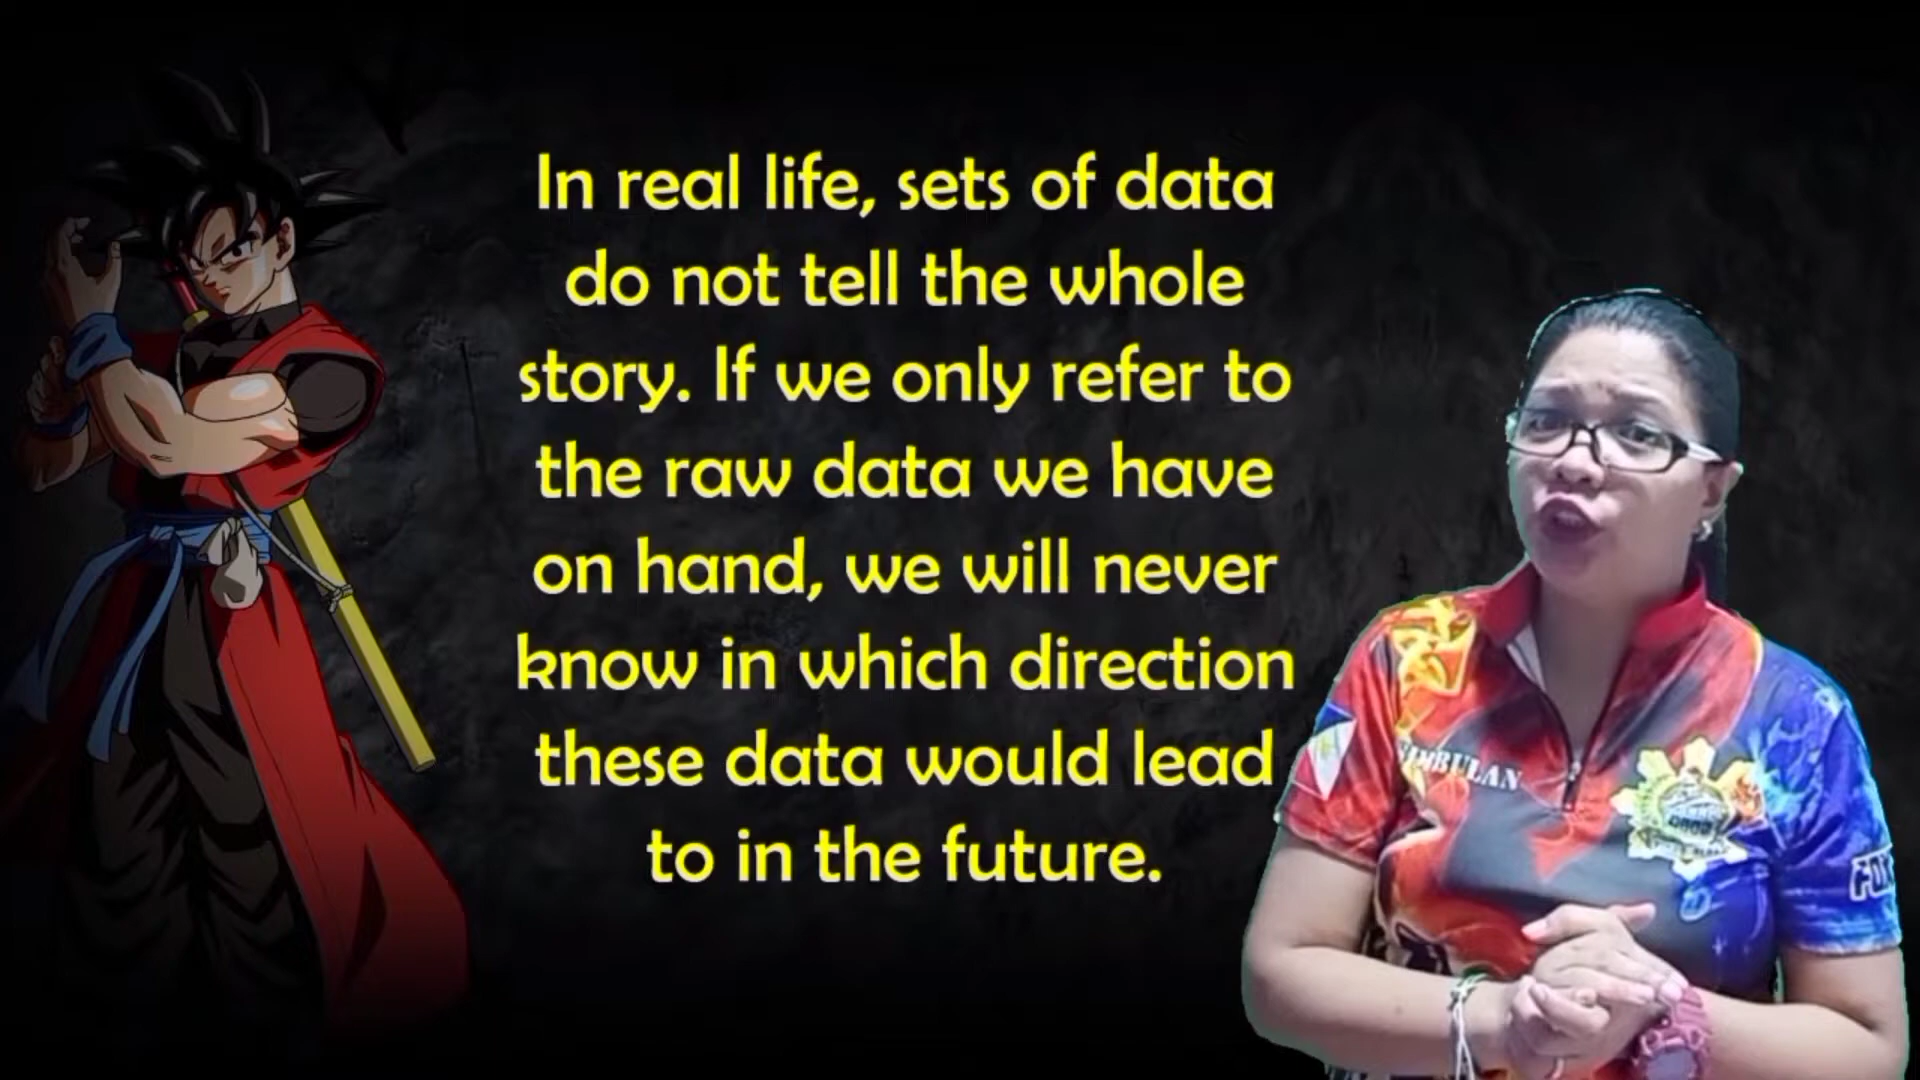 In real life, sets of data
do not tell the whole
story. If we only refer to
the raw data we have
on hand, we will never
know in which direction
these data would lead
to in the future.
SIMBULAN
FOX